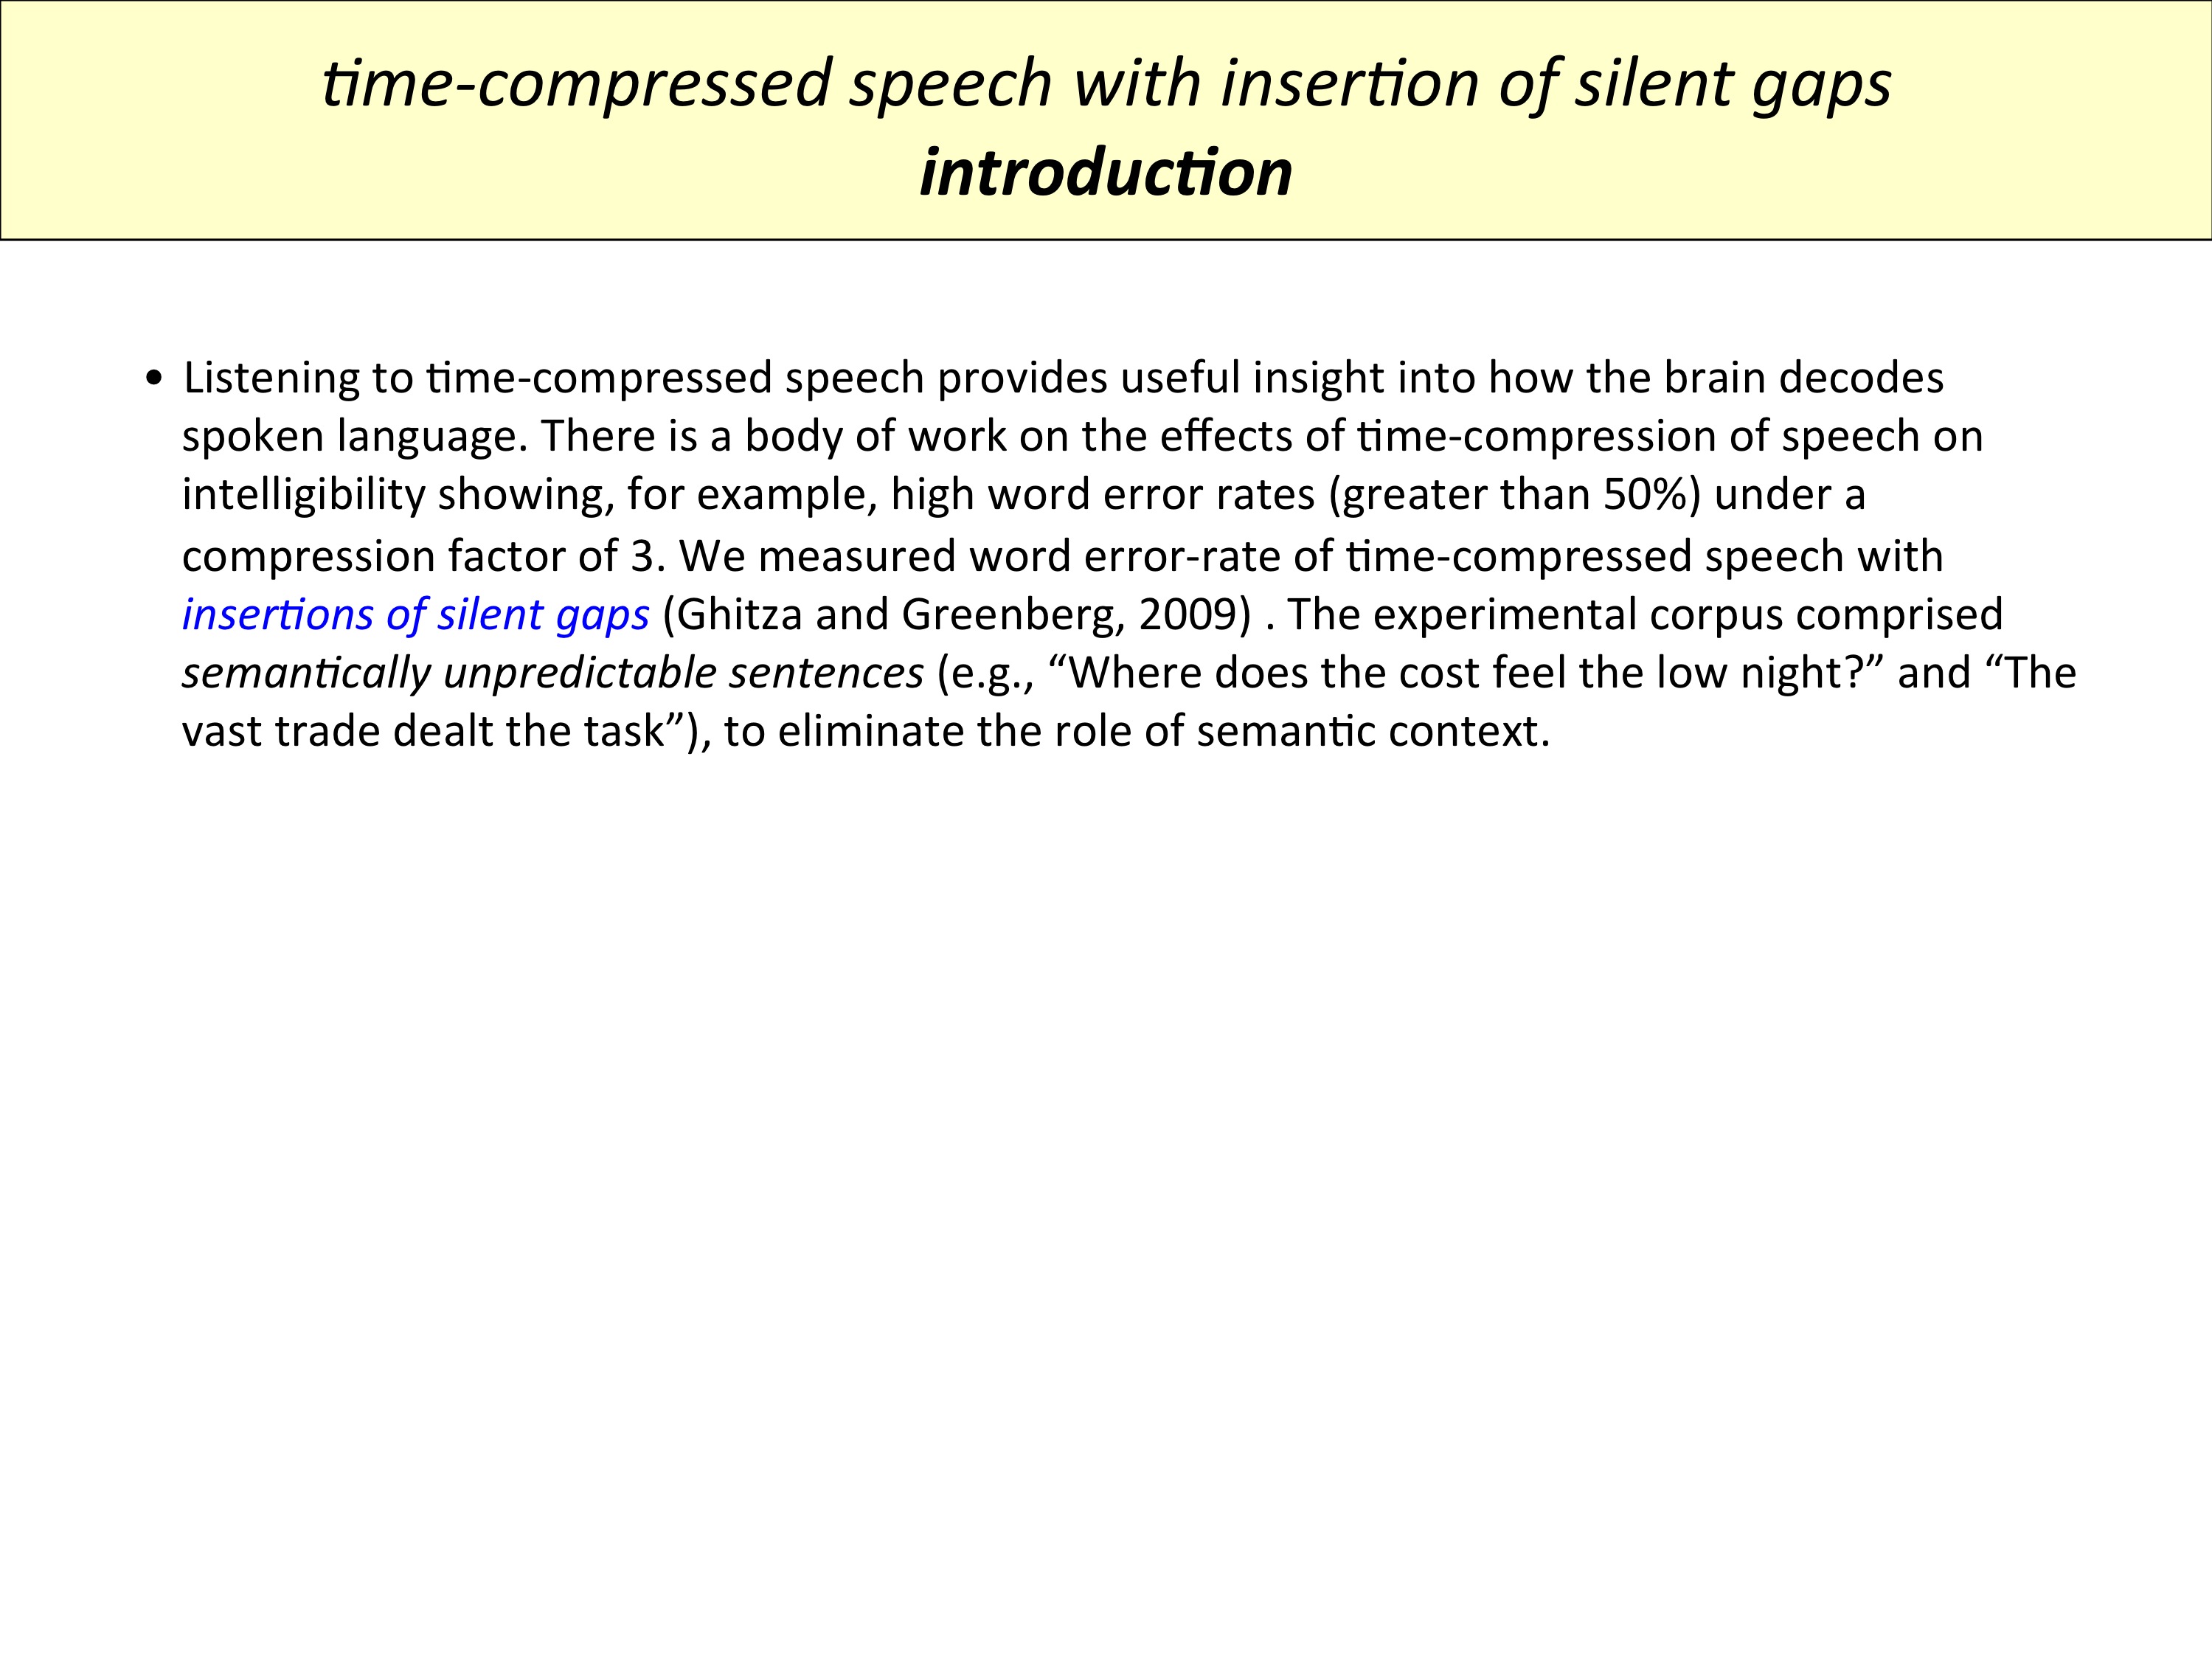 time-compressed speech with insertion of silent gaps
introduction
• Listening to time-compressed speech provides useful insight into how the brain decodes
spoken language. There is a body of work on the effects of time-compression of speech on
intelligibility showing, for example, high word error rates (greater than 50%) under a
compression factor of 3. We measured word error-rate of time-compressed speech with
insertions of silent gaps (Ghitza and Greenberg, 2009) . The experimental corpus comprised
semantically unpredictable sentences (e.g., “Where does the cost feel the low night?” and “The
vast trade dealt the task”), to eliminate the role of semantic context.